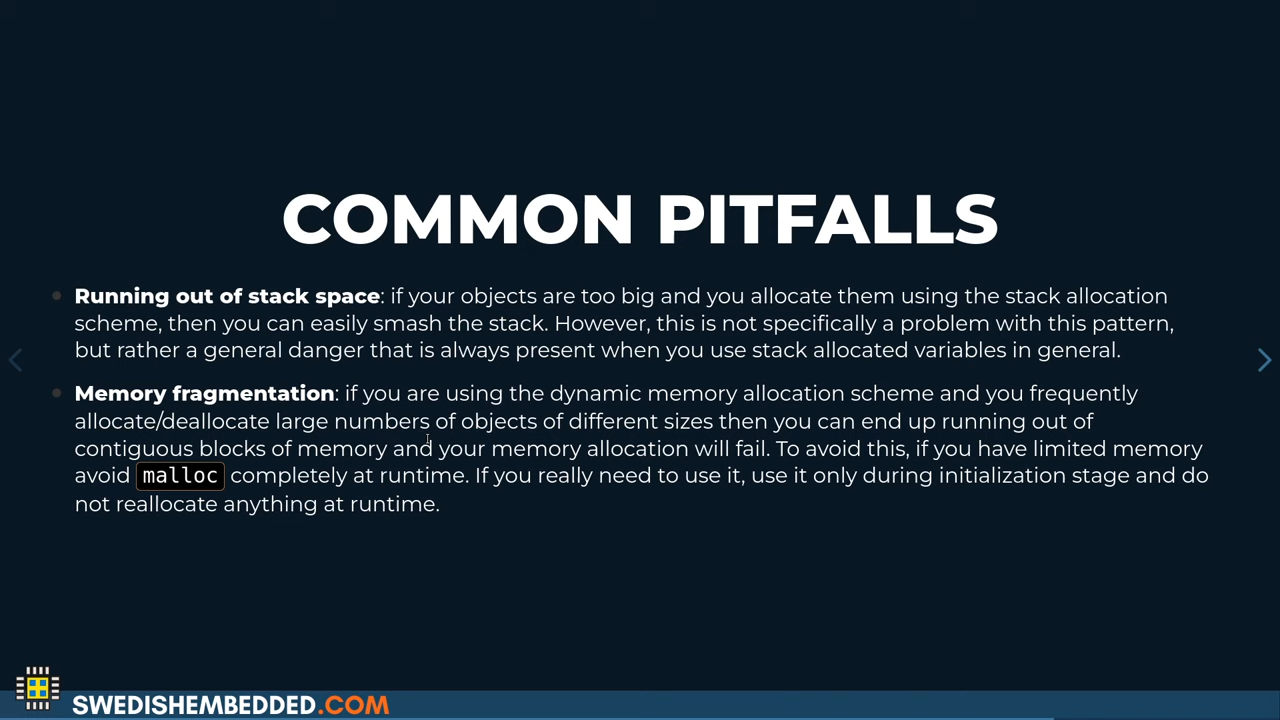 COMMON PITFALLS
Running out of stack space: if your objects are too big and you allocate them using the stack allocation
scheme, then you can easily smash the stack. However, this is not specifically a problem with this pattern,
but rather a general danger that is always present when you use stack allocated variables in general.
Memory fragmentation: if you are using the dynamic memory allocation scheme and you frequently
allocate/deallocate large numbers of objects of different sizes then you can end up running out of
contiguous blocks of memory and your memory allocation will fail. To avoid this, if you have limited memory
avoid malloc completely at runtime. If you really need to use it, use it only during initialization stage and do
not reallocate anything at runtime.
SWEDISHEMBEDDED.COM